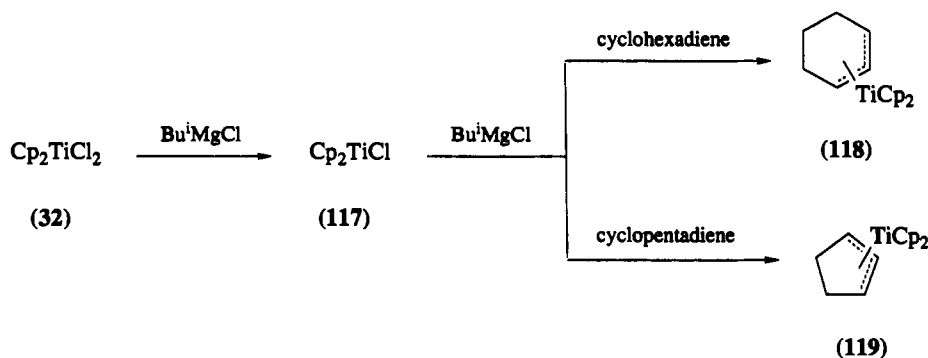 cyclohexadiene
TiCp₂
(118)
Cp₂TiCl₂
BuⁱMgCl
Cp₂TiCl
BuⁱMgCl
(32)
(117)
cyclopentadiene
TiCp₂
(119)